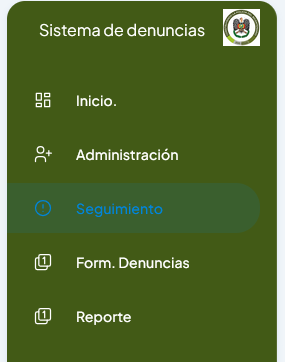 Sistema de denuncias
Inicio.
Administración
Seguimiento
Form. Denuncias
Reporte